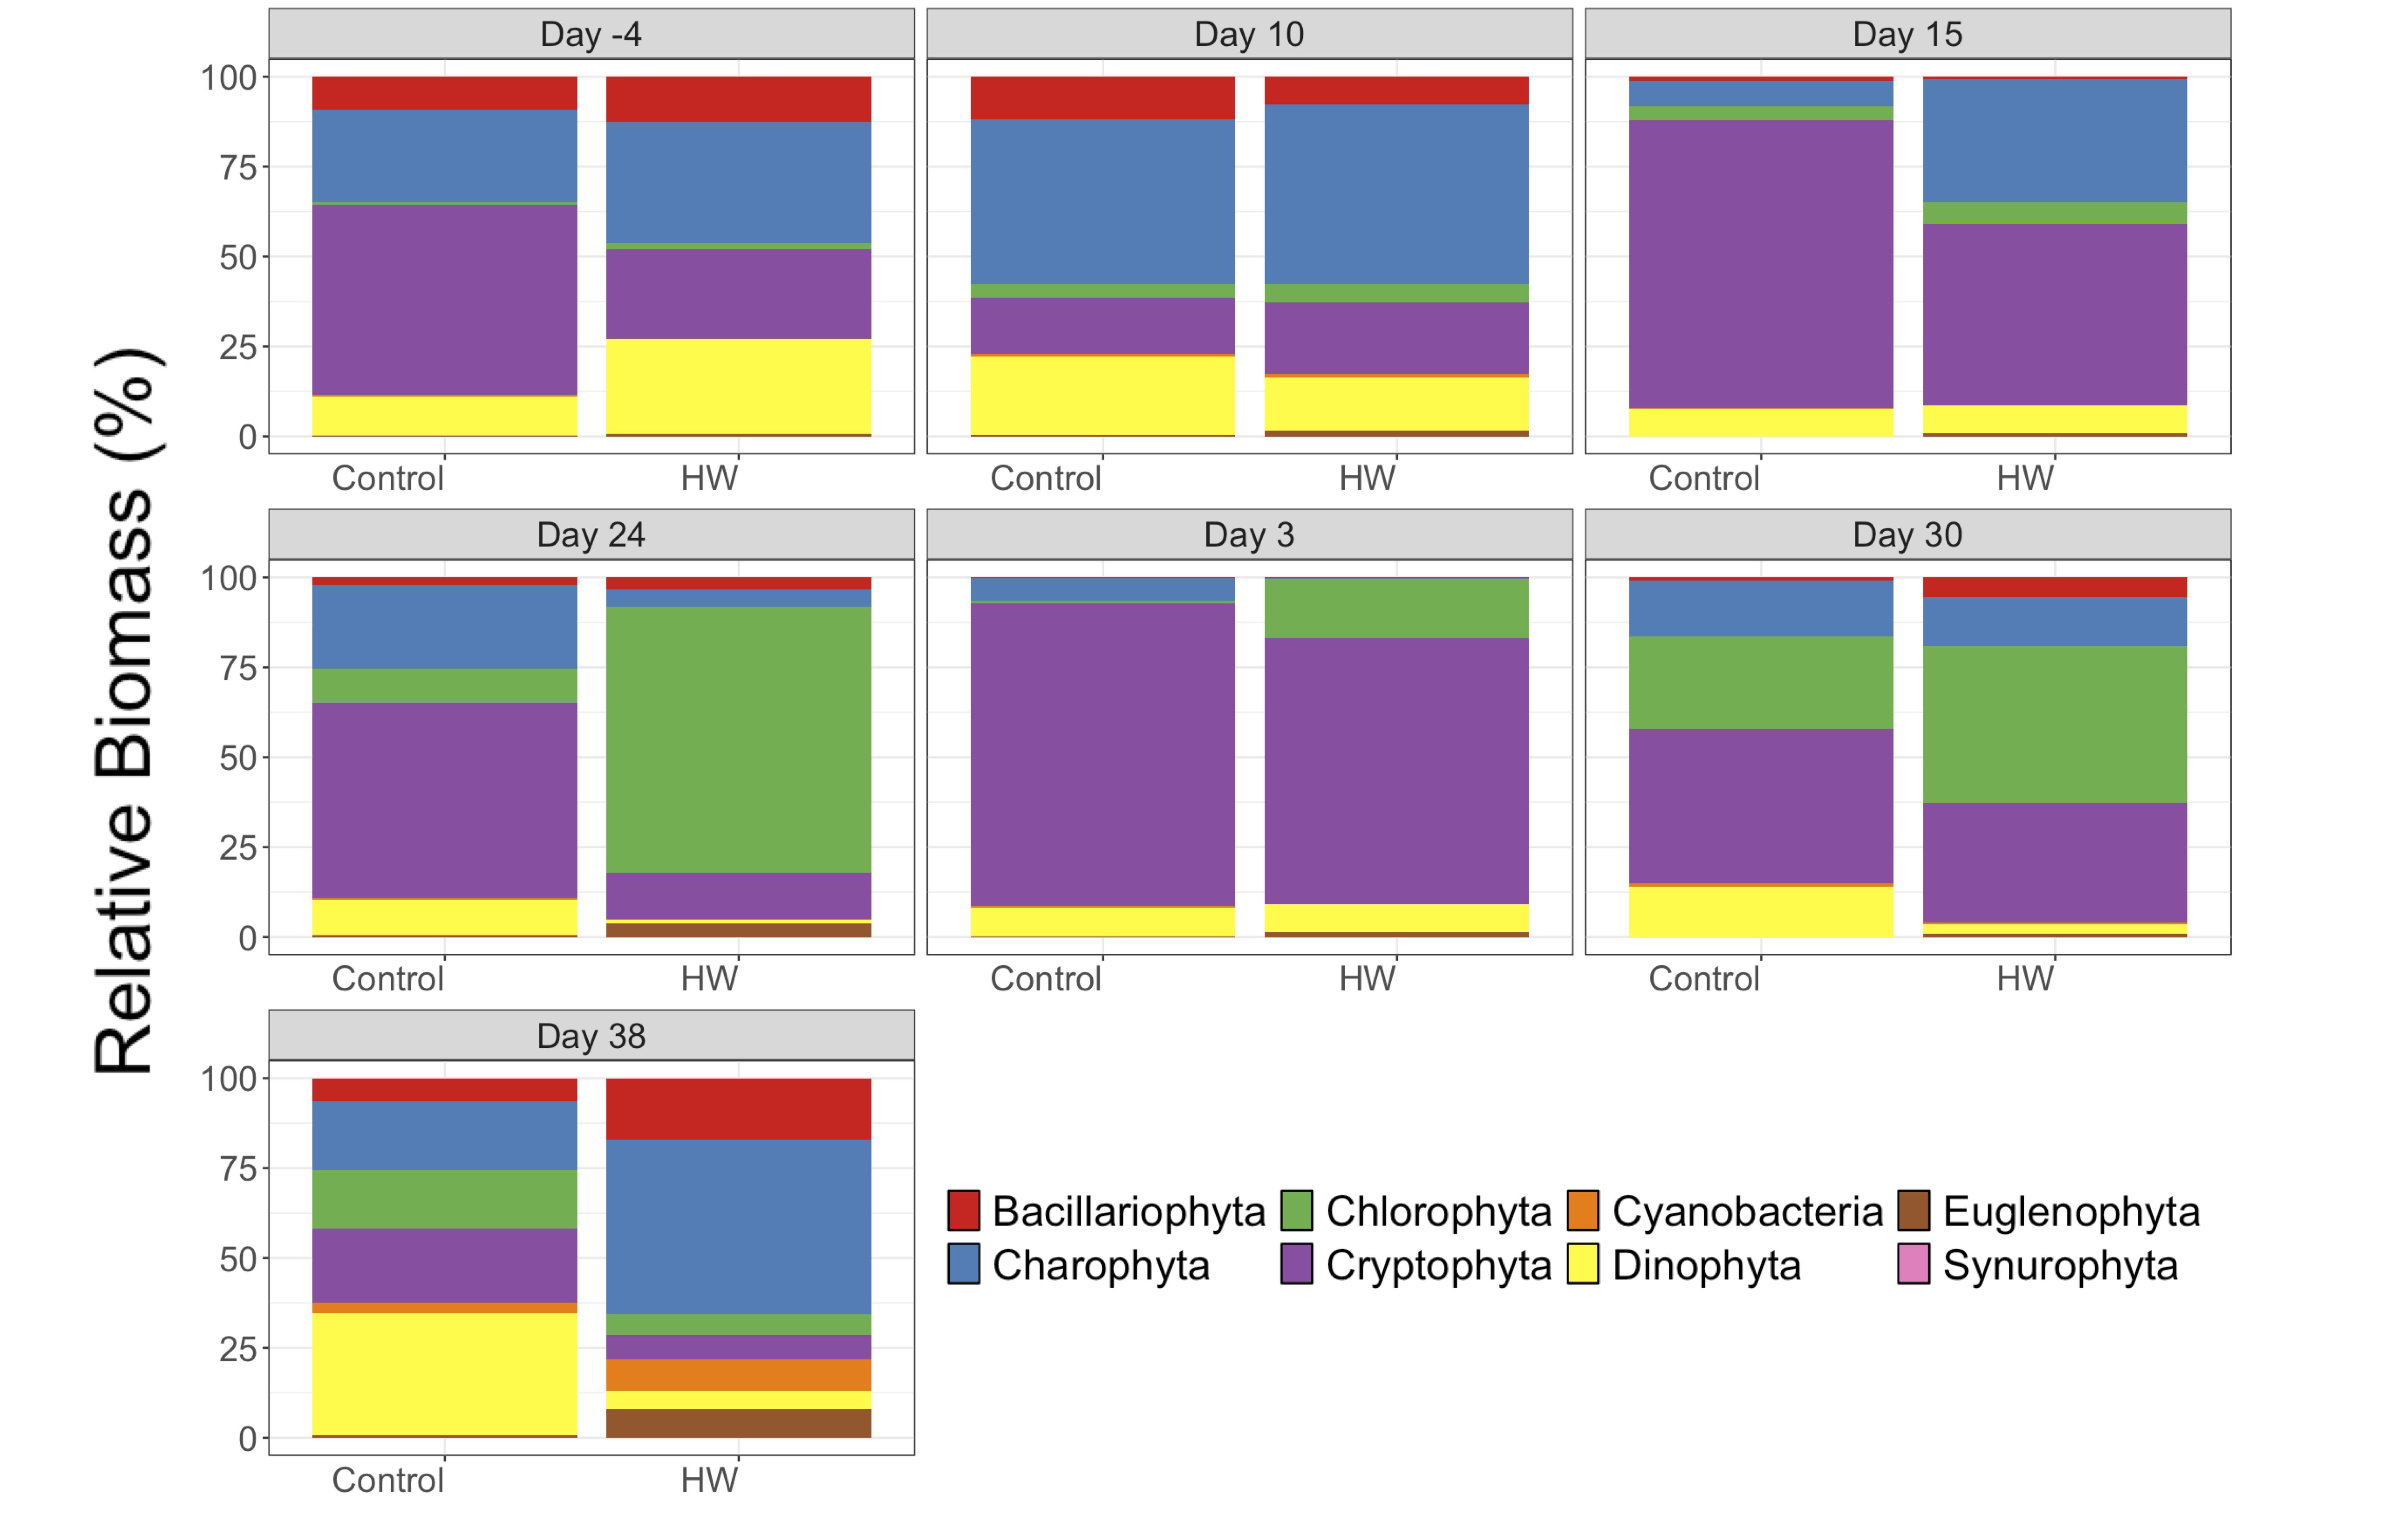 Relative Biomass (%)
Day -4
Day 10
Day 15
100
75
50
25
0
Control HW
Control HW
Control HW
Day 24
Day 3
Day 30
100
75
50
25
0
Control HW
Control HW
Control HW
Day 38
100
75
50
25
0
Control HW
Bacillariophyta Chlorophyta Cyanobacteria Euglenophyta
Charophyta Cryptophyta Dinophyta Synurophyta